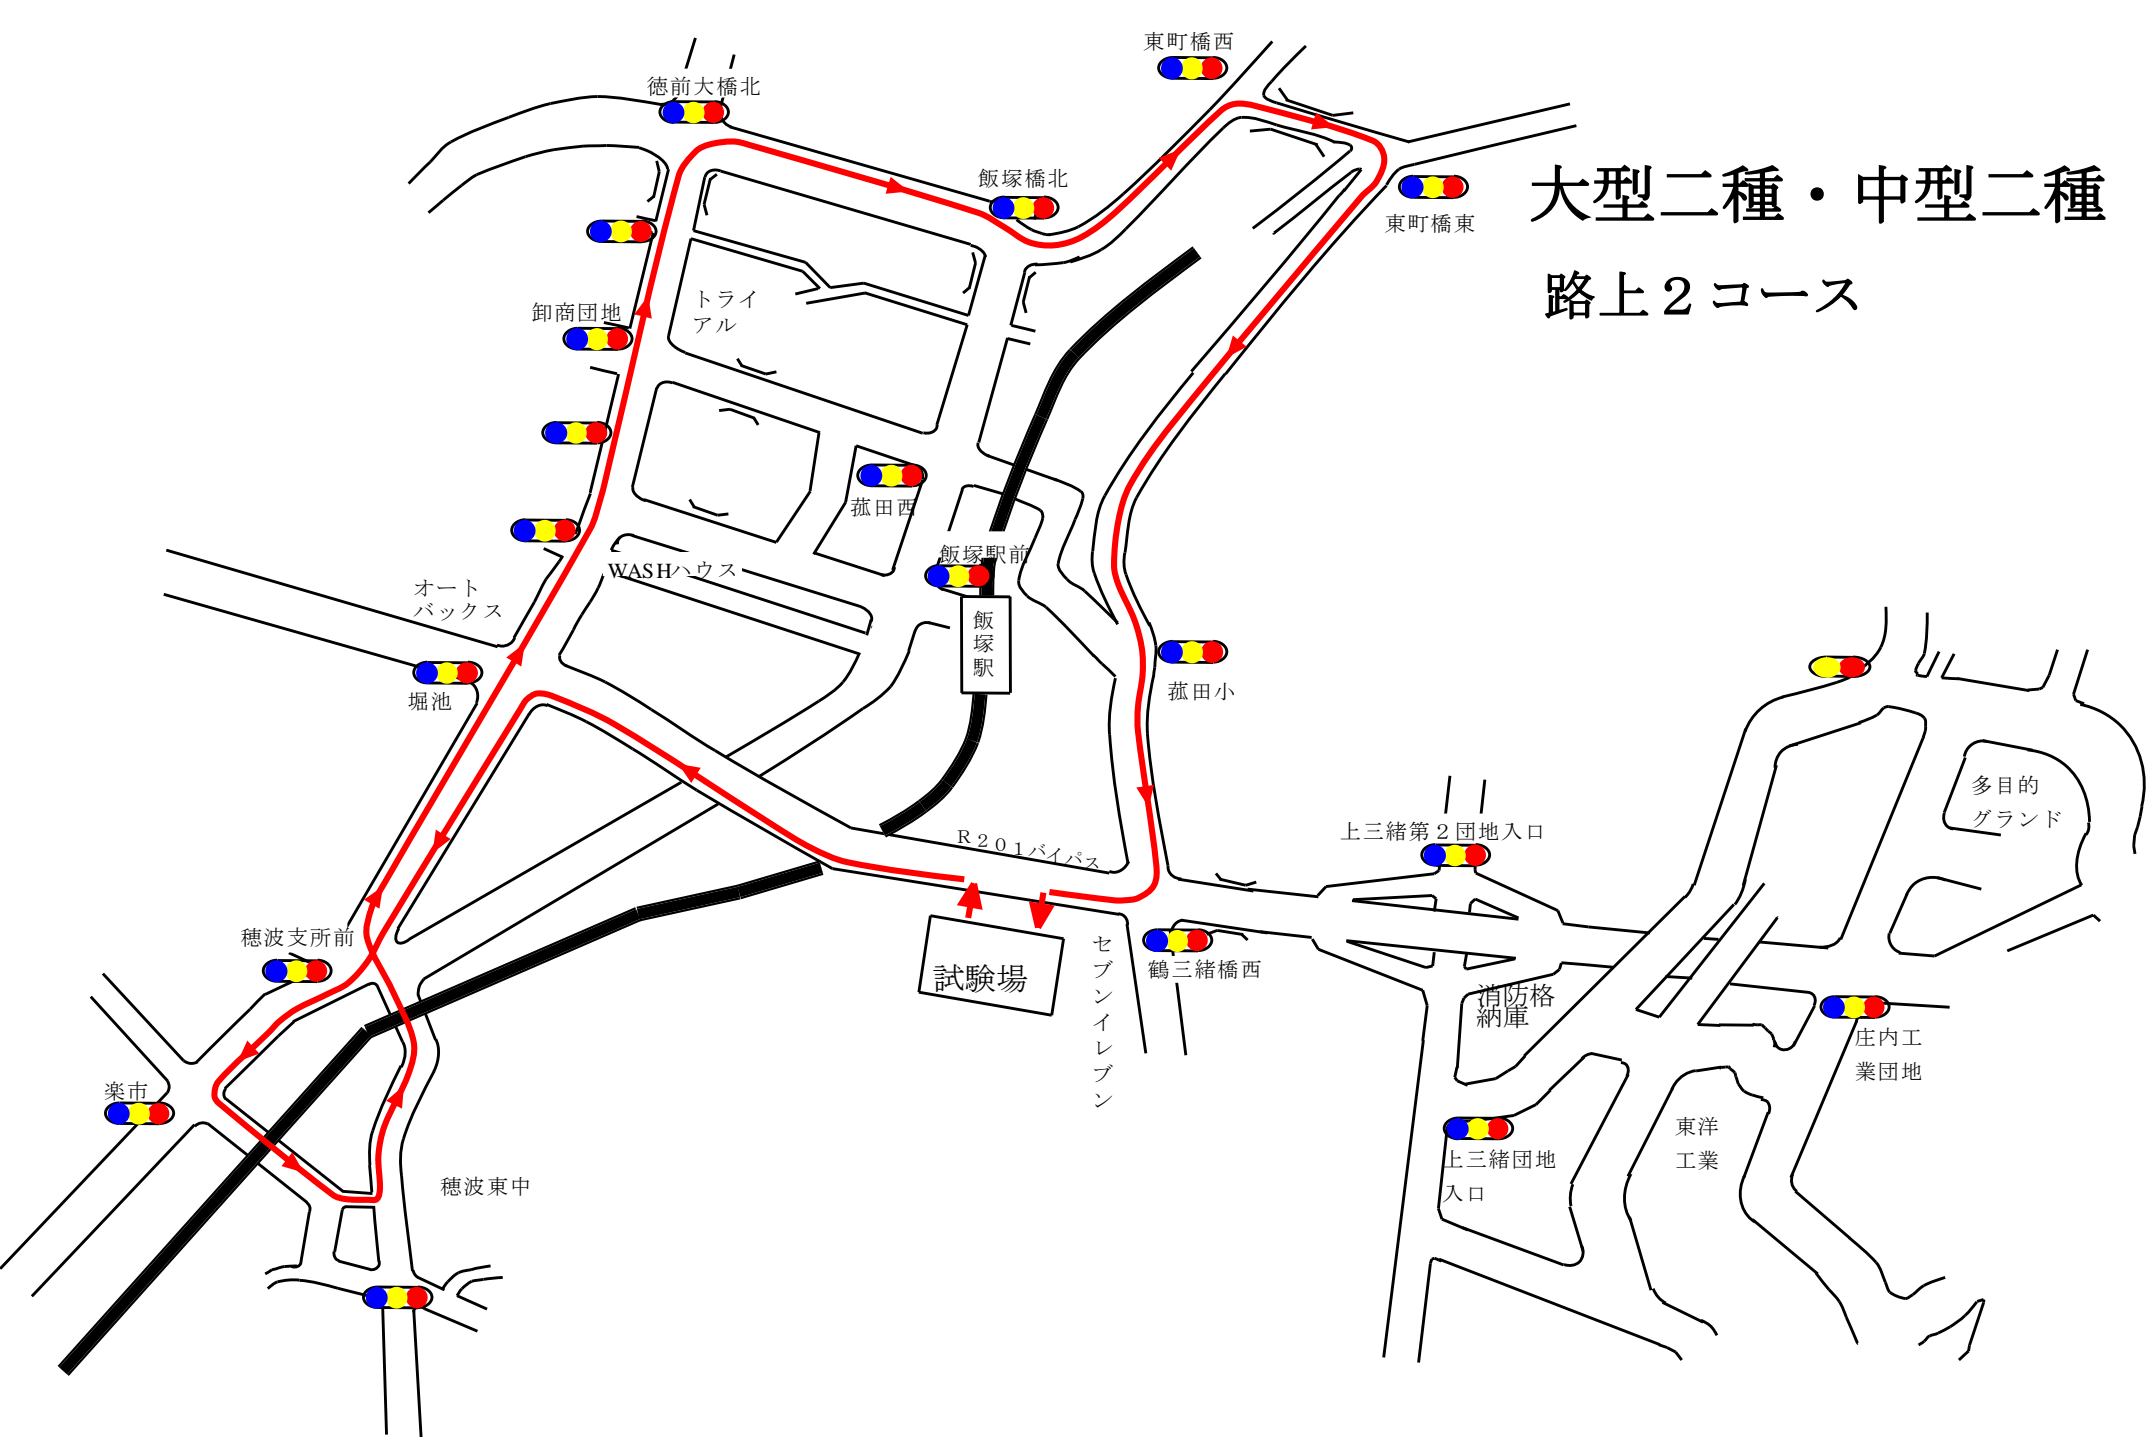 東町橋西
徳前大橋北
飯塚橋北
東町橋東
大型二種・中型二種
路上２コース
卸商団地
トライ
アル
菰田西
飯塚駅前
WASHハウス
オート
バックス
飯
塚
駅
堀池
菰田小
多目的
グランド
Ｒ２０１バイパス
上三緒第２団地入口
穂波支所前
セブンイレブン
鶴三緒橋西
試験場
消防格
納庫
庄内工
業団地
楽市
東洋
工業
上三緒団地
入口
穂波東中